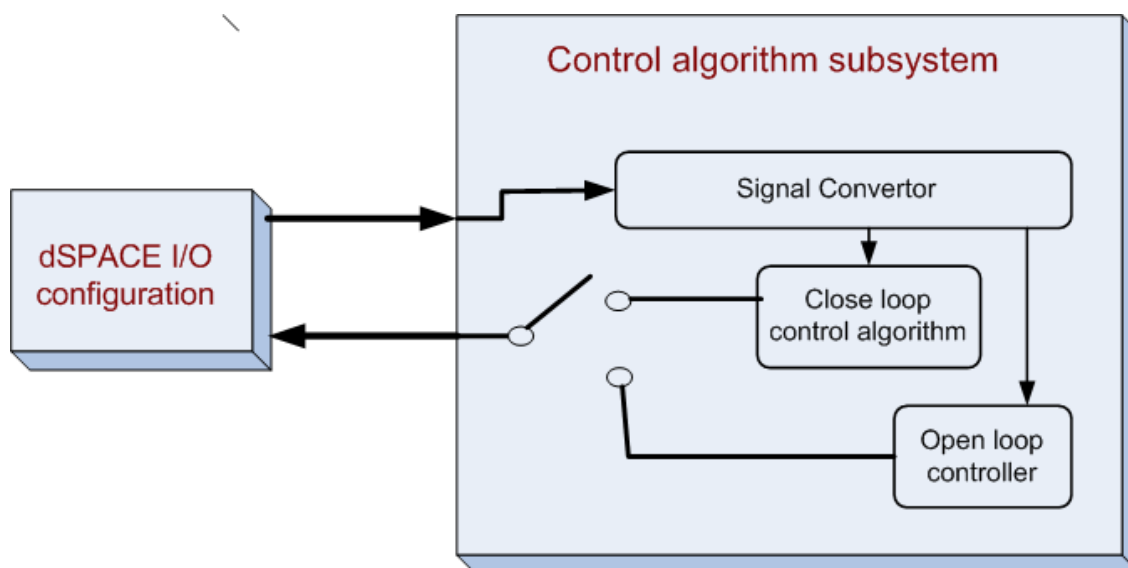 Control algorithm subsystem
Signal Convertor
dSPACE I/O
configuration
Close loop
control algorithm
Open loop
controller